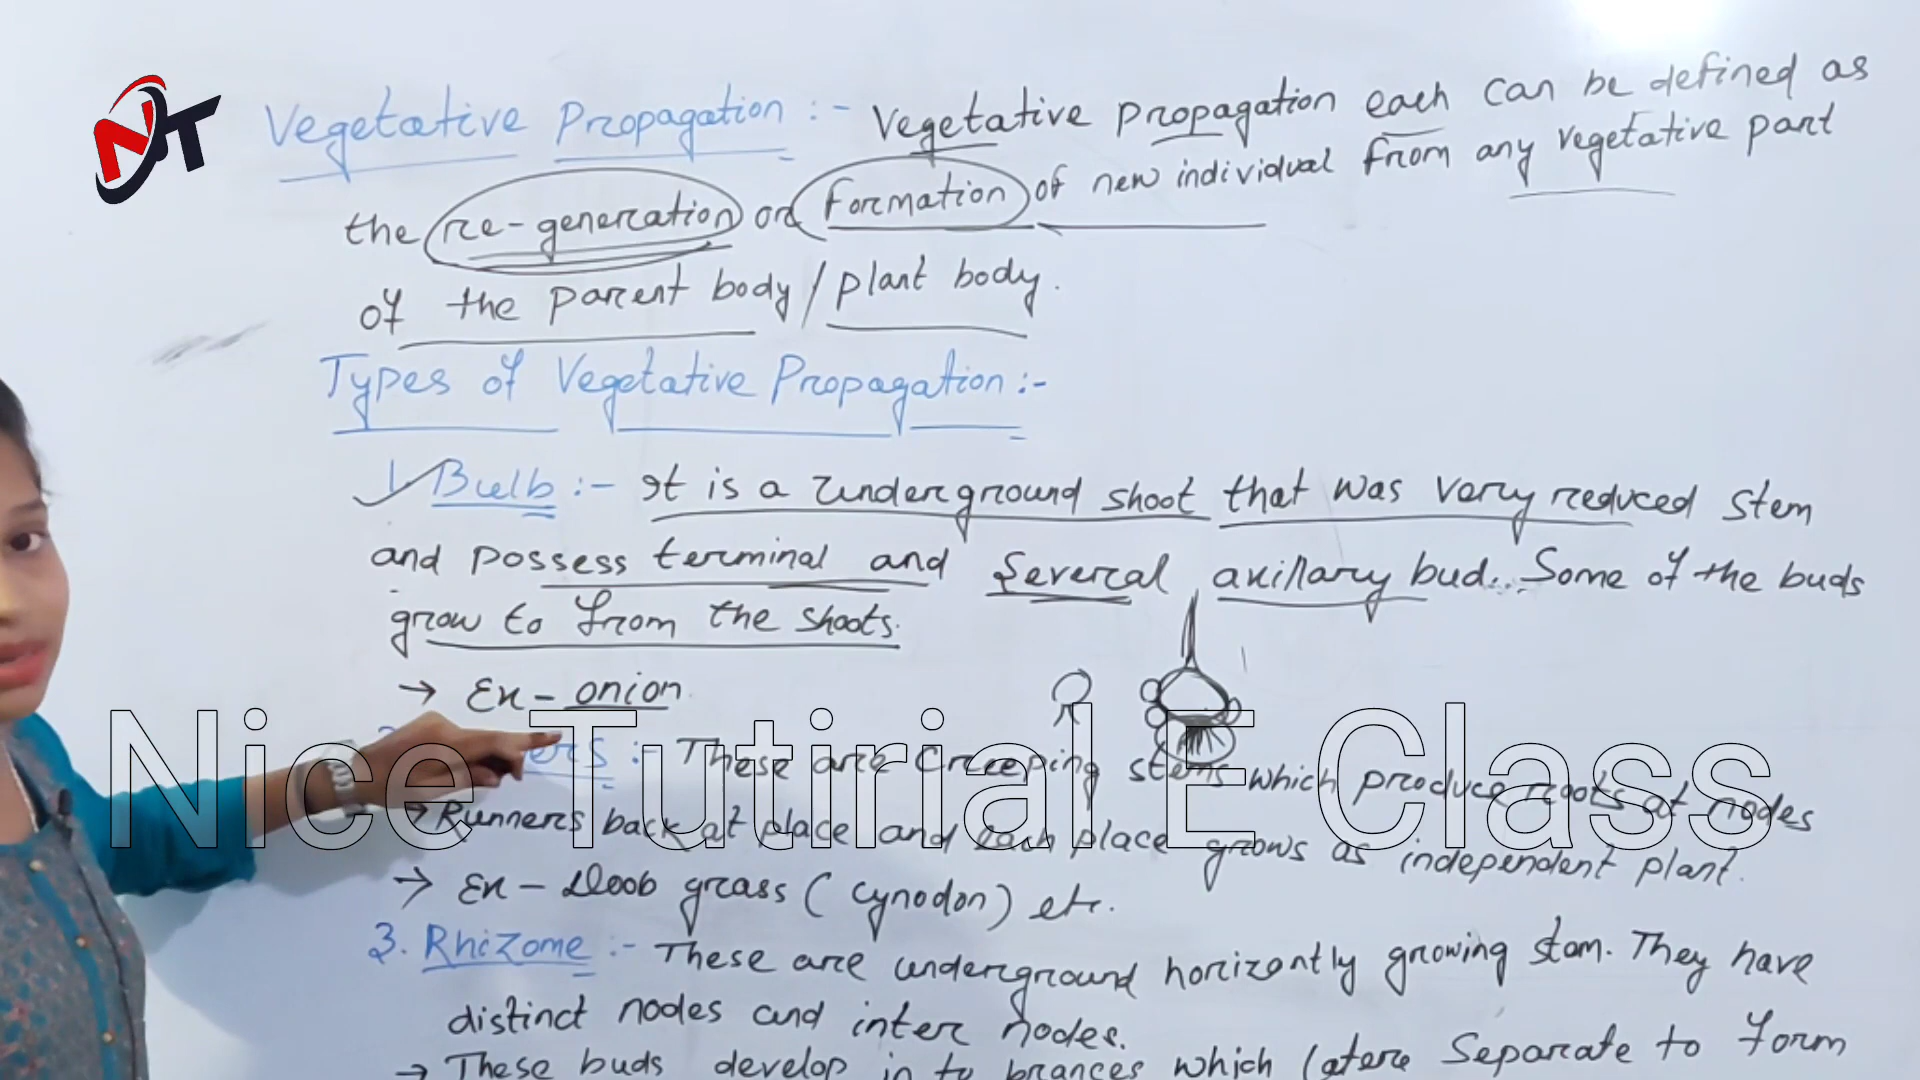 NT
Vegetative Propagation :- Vegetative Propagation each can be defined as
the re-generation or formation of new individual from any vegetative part
of the parent body / plant body.
Types of Vegetative Propagation :-
1. Bulb :- It is a underground shoot that was very reduced stem
and possess terminal and several axillary bud. Some of the buds
grow to from the shoots.
→ Ex - onion
ers :- These are creeping stems which produce roots at nodes
→ Runners back at place and each place grows as independent plant.
→ Ex - Doob grass ( cynodon ) etc.
3. Rhizome :- These are underground horizontly growing stam. They have
distinct nodes and inter nodes.
→ These buds develop in to brances which latere separate to form
Nice Tutirial E Class